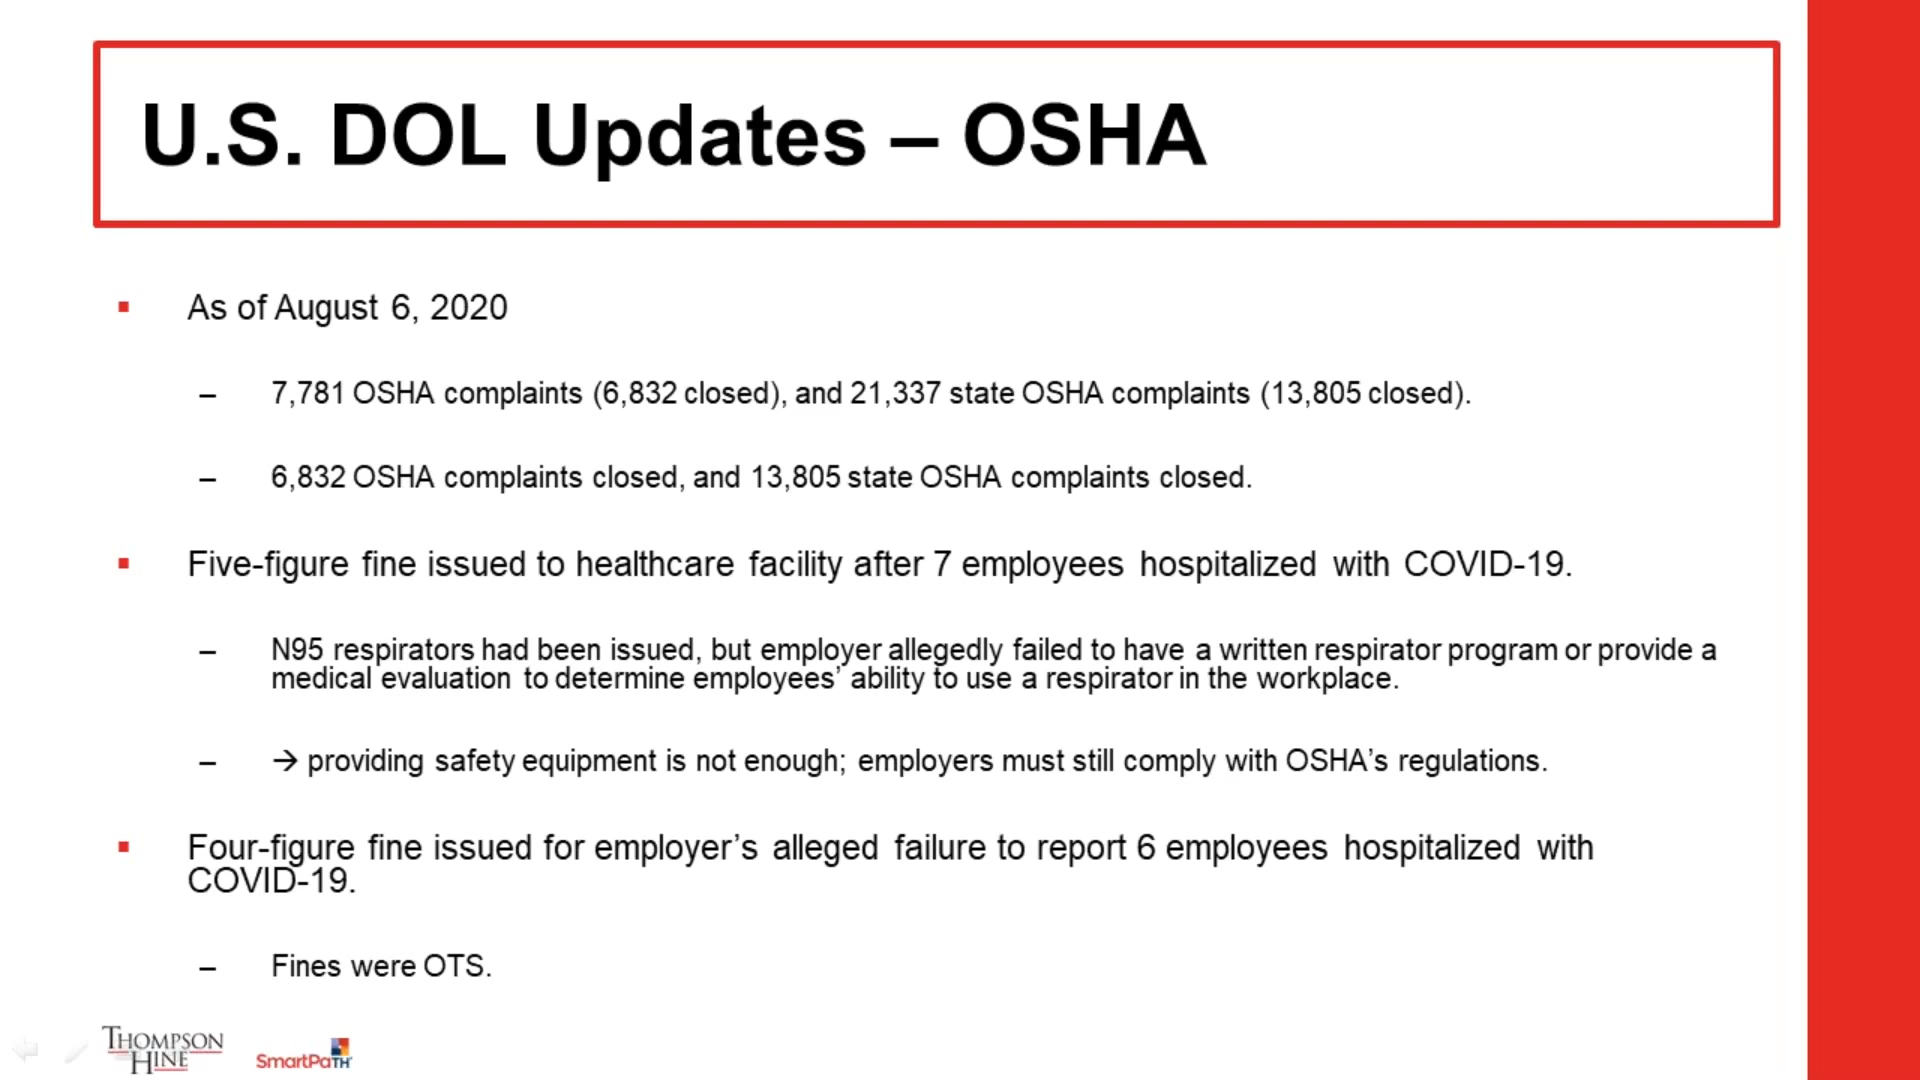 U.S. DOL Updates – OSHA
▪ As of August 6, 2020
– 7,781 OSHA complaints (6,832 closed), and 21,337 state OSHA complaints (13,805 closed).
– 6,832 OSHA complaints closed, and 13,805 state OSHA complaints closed.
▪ Five-figure fine issued to healthcare facility after 7 employees hospitalized with COVID-19.
– N95 respirators had been issued, but employer allegedly failed to have a written respirator program or provide a
medical evaluation to determine employees’ ability to use a respirator in the workplace.
– → providing safety equipment is not enough; employers must still comply with OSHA’s regulations.
▪ Four-figure fine issued for employer’s alleged failure to report 6 employees hospitalized with
COVID-19.
– Fines were OTS.
THOMPSON
HINE
SmartPaTH